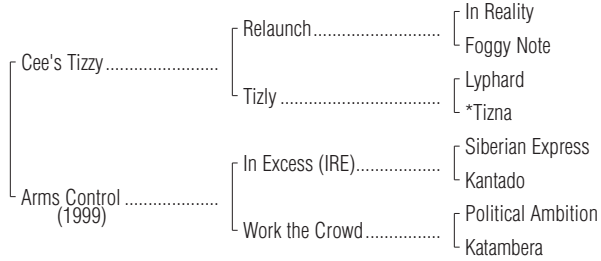 In Reality
Relaunch
Foggy Note
Cee's Tizzy
Lyphard
Tizly
*Tizna
Siberian Express
In Excess (IRE)
Kantado
Arms Control
(1999)
Political Ambition
Work the Crowd
Katambera